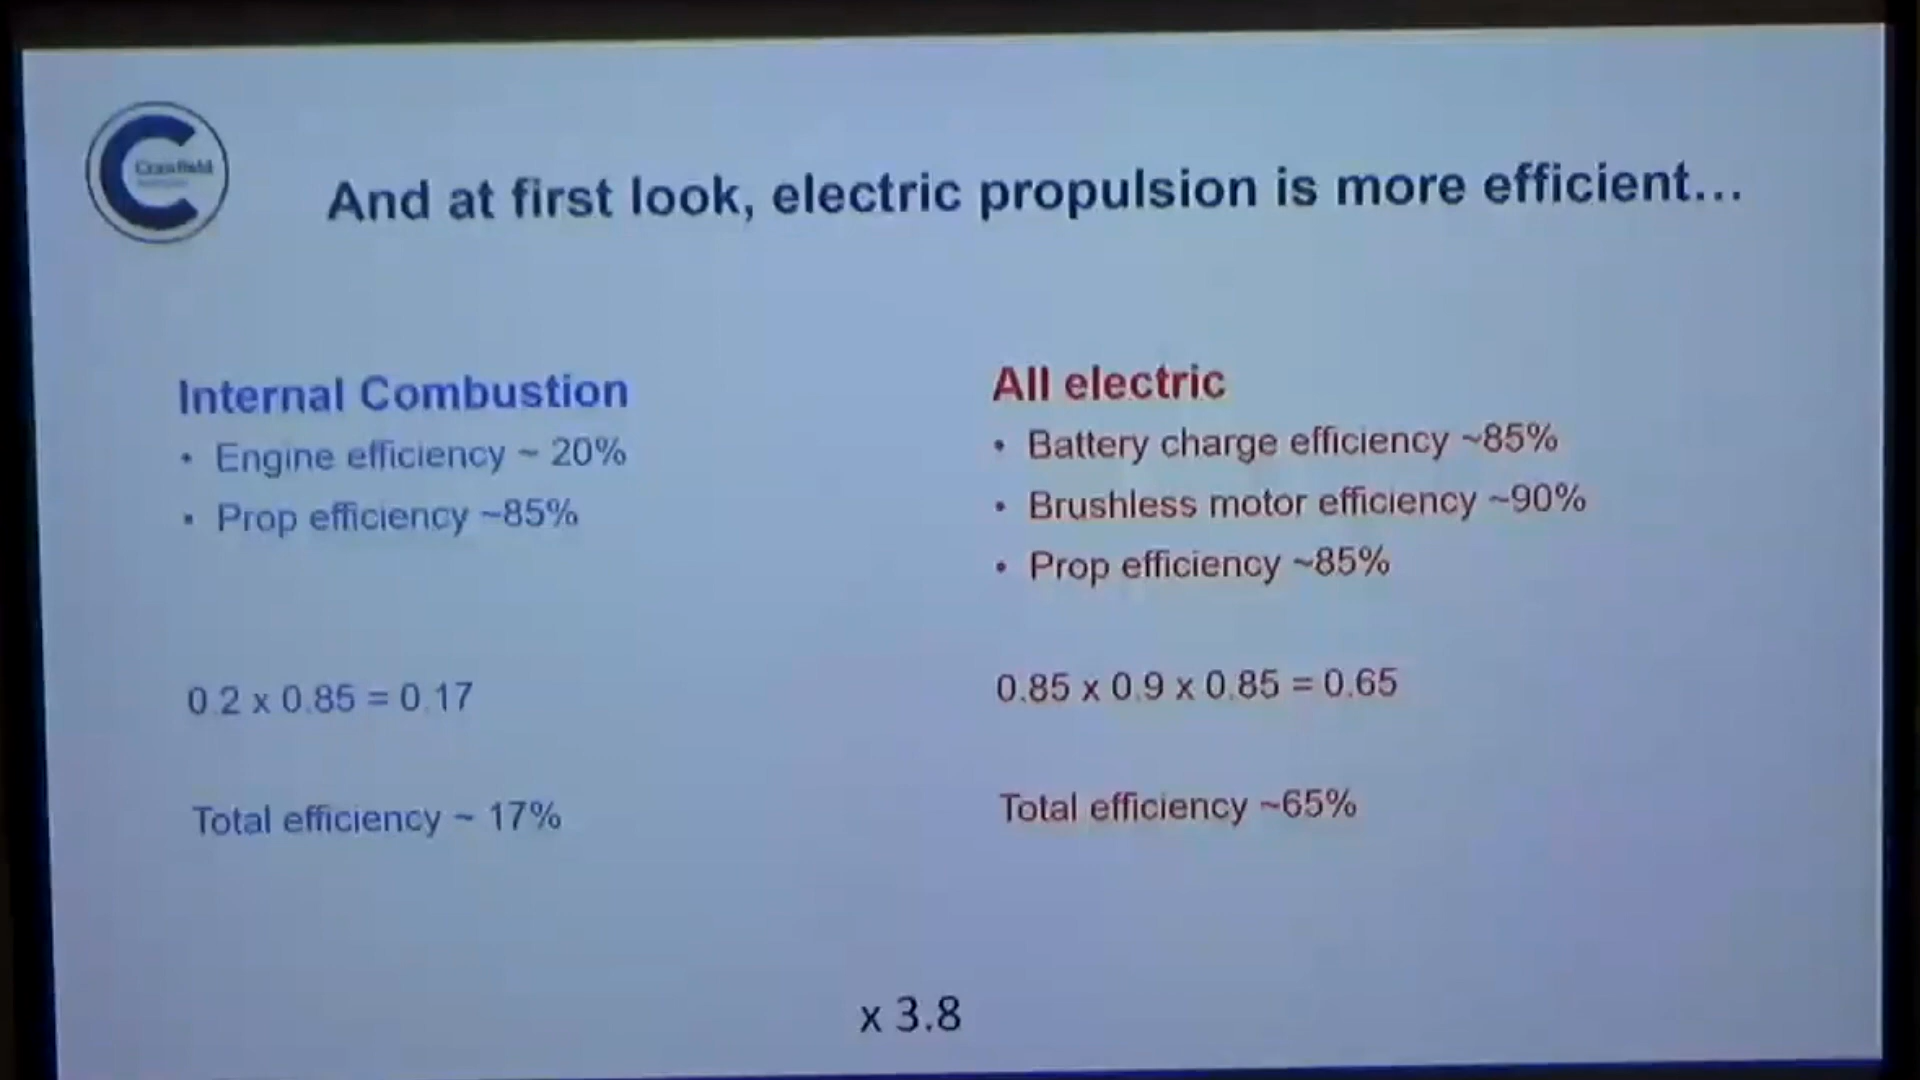 Cranfield
And at first look, electric propulsion is more efficient...
Internal Combustion
• Engine efficiency ~ 20%
• Prop efficiency ~85%
0.2 x 0.85 = 0.17
Total efficiency ~ 17%
All electric
• Battery charge efficiency ~85%
• Brushless motor efficiency ~90%
• Prop efficiency ~85%
0.85 x 0.9 x 0.85 = 0.65
Total efficiency ~65%
x 3.8